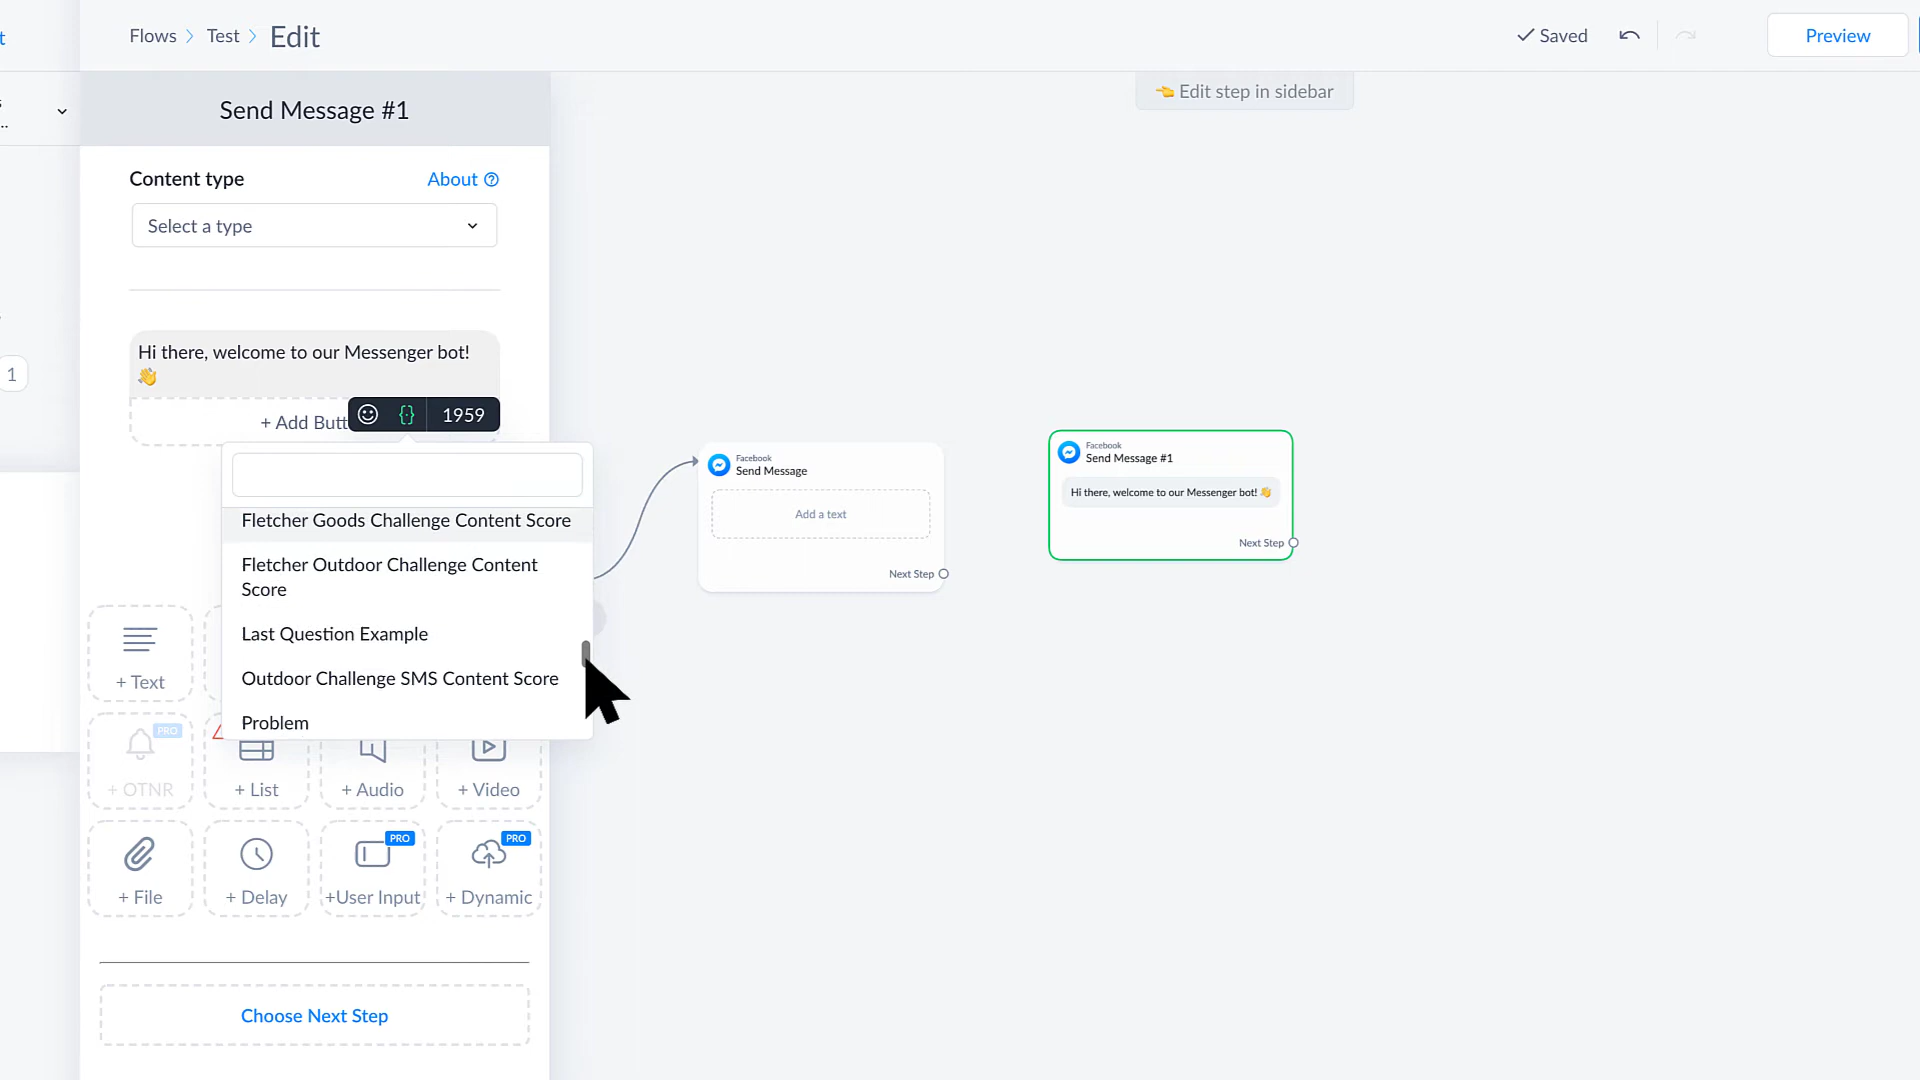 t
Flows
Test
Edit
Saved
Preview
Send Message #1
👈 Edit step in sidebar
Content type
About
Select a type
Hi there, welcome to our Messenger bot!
👋
+ Add Butt
1959
1
Fletcher Goods Challenge Content Score
Fletcher Outdoor Challenge Content
Score
Last Question Example
Outdoor Challenge SMS Content Score
Problem
Facebook
Send Message
Add a text
Next Step
Facebook
Send Message #1
Hi there, welcome to our Messenger bot! 👋
Next Step
+ Text
PRO
+ OTNR
+ List
+ Audio
+ Video
+ File
+ Delay
PRO
+User Input
PRO
+ Dynamic
Choose Next Step